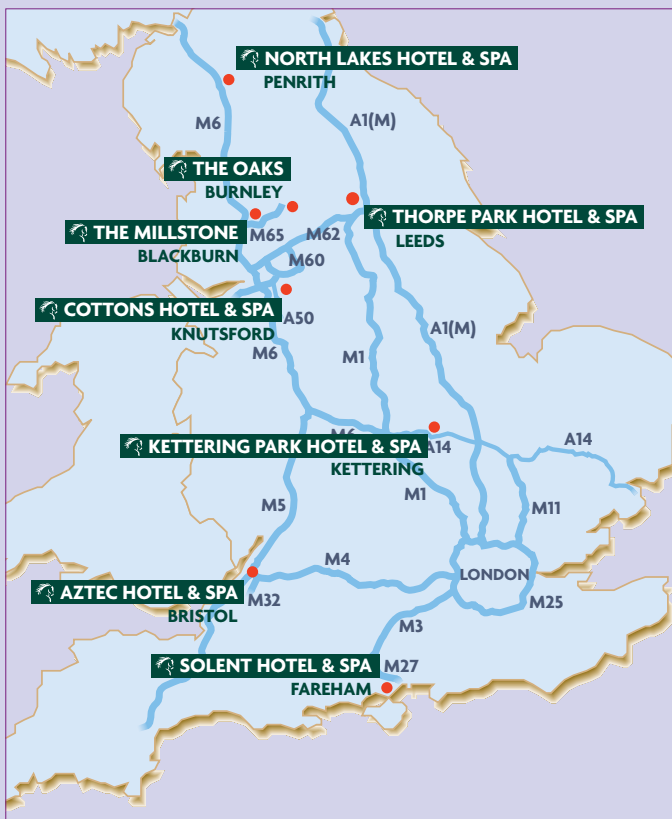 NORTH LAKES HOTEL & SPA
PENRITH
M6
A1(M)
THE OAKS
BURNLEY
THORPE PARK HOTEL & SPA
LEEDS
THE MILLSTONE
BLACKBURN
M65
M62
M60
COTTONS HOTEL & SPA
KNUTSFORD
A50
M6
M1
A1(M)
M6
KETTERING PARK HOTEL & SPA
KETTERING
A14
A14
M1
M5
M11
M4
LONDON
AZTEC HOTEL & SPA
BRISTOL
M32
M25
M3
SOLENT HOTEL & SPA
FAREHAM
M27